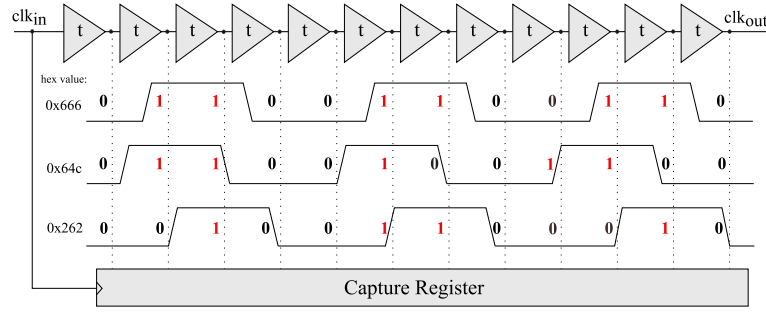 clkin clkout
t t t t t t t t t t t t
hex value:
0x666 0 1 1 0 0 1 1 0 0 1 1 0
0x64c 0 1 1 0 0 1 0 0 1 1 0 0
0x262 0 0 1 0 0 1 1 0 0 0 1 0
Capture Register